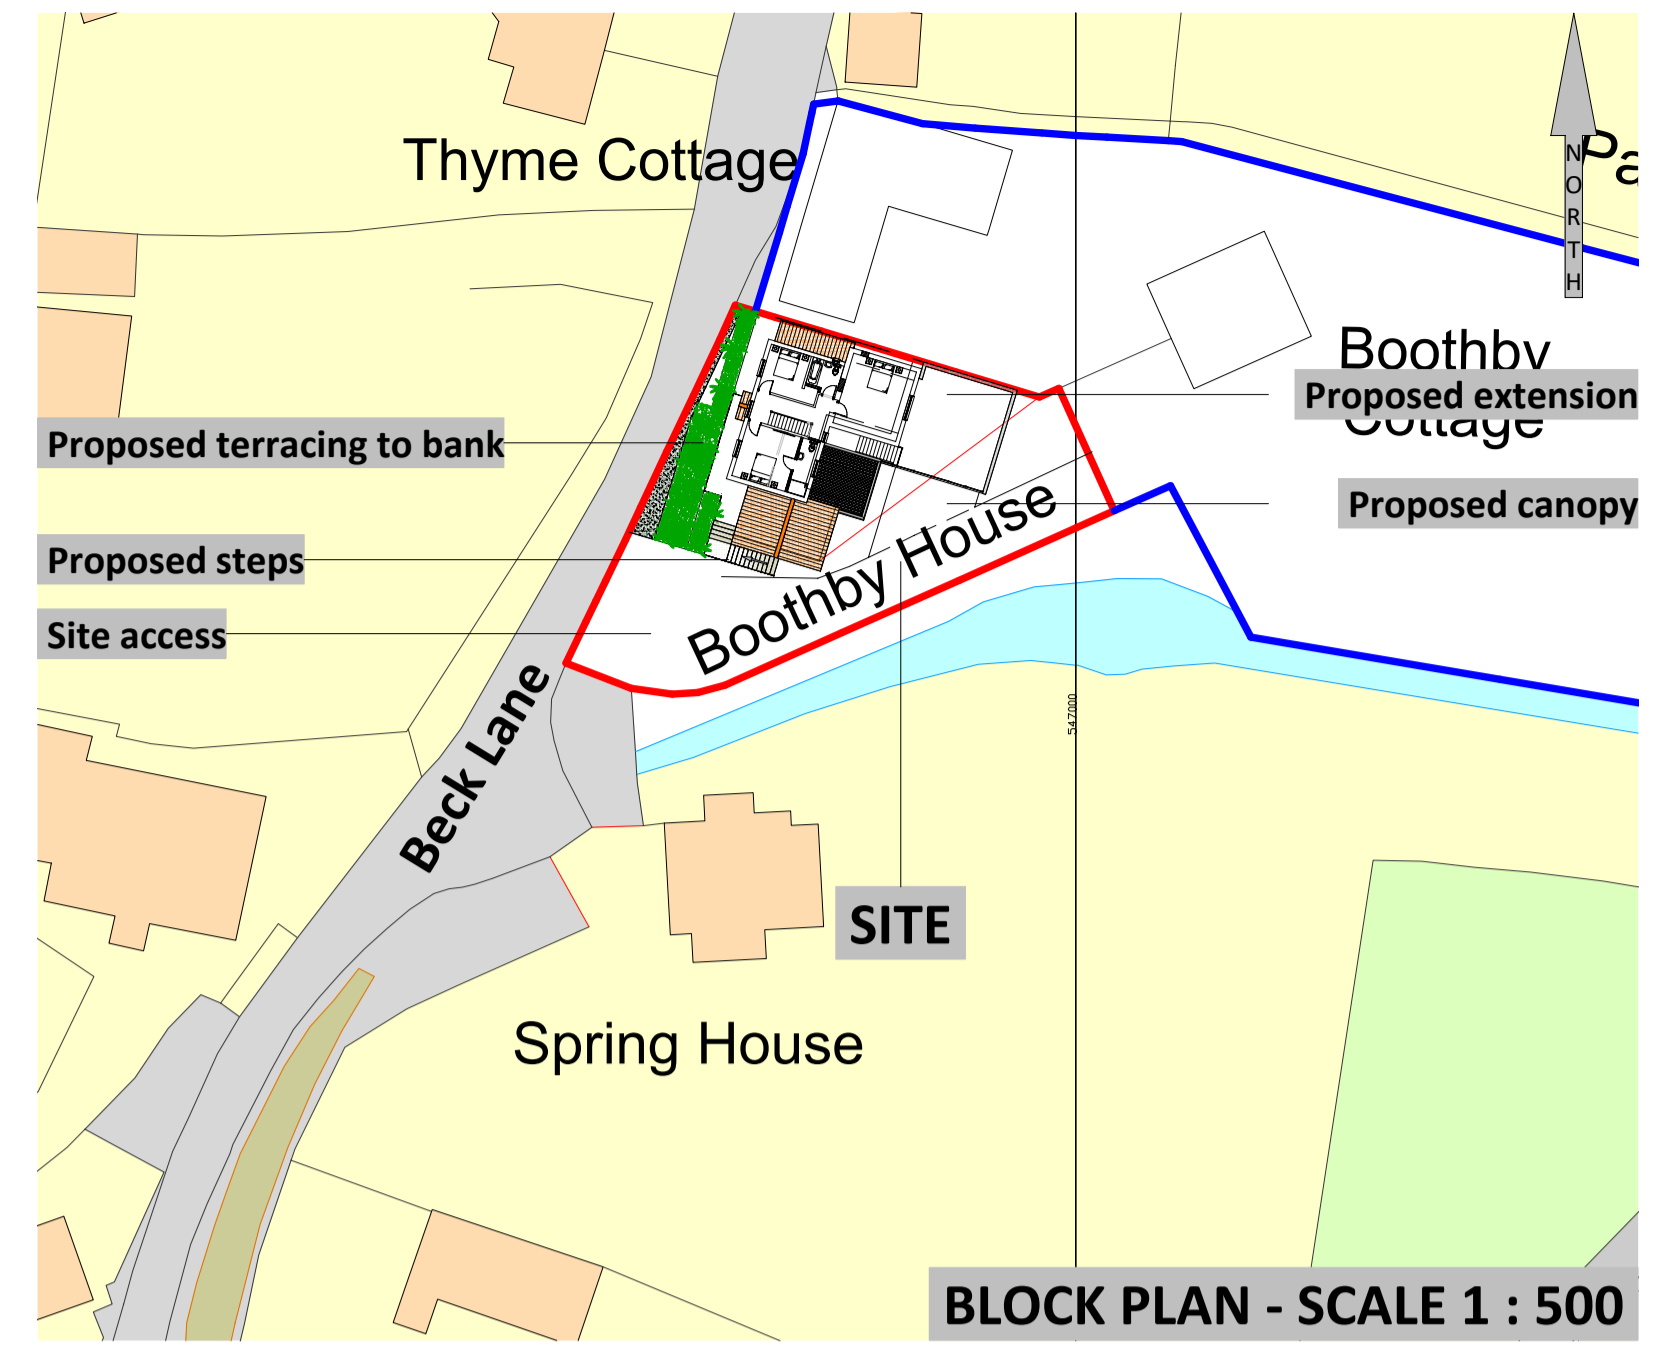 Thyme Cottage
Pa
NORTH
Boothby
Cottage
Proposed extension
Proposed terracing to bank
Proposed canopy
Boothby House
Proposed steps
Site access
Beck Lane
547000
SITE
Spring House
BLOCK PLAN - SCALE 1 : 500